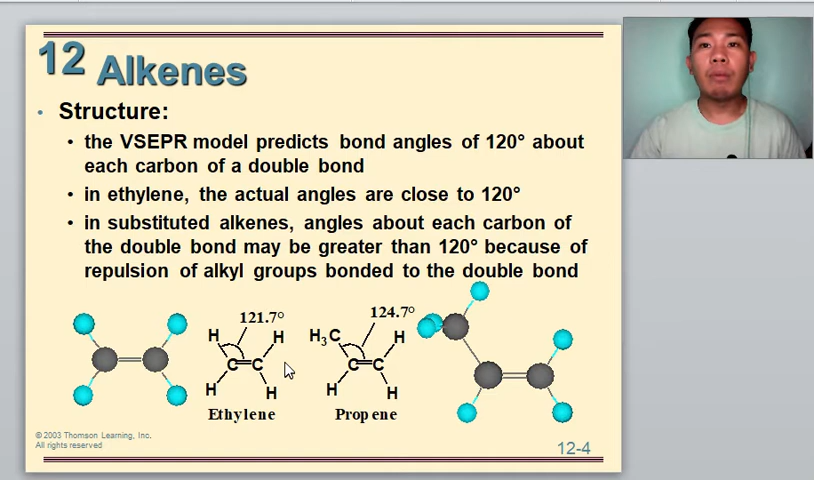 12 Alkenes
• Structure:
• the VSEPR model predicts bond angles of 120° about
each carbon of a double bond
• in ethylene, the actual angles are close to 120°
• in substituted alkenes, angles about each carbon of
the double bond may be greater than 120° because of
repulsion of alkyl groups bonded to the double bond
121.7°
H H
C=C
H H
Ethylene
124.7°
H₃C H
C=C
H H
Propene
© 2003 Thomson Learning, Inc.
All rights reserved
12-4